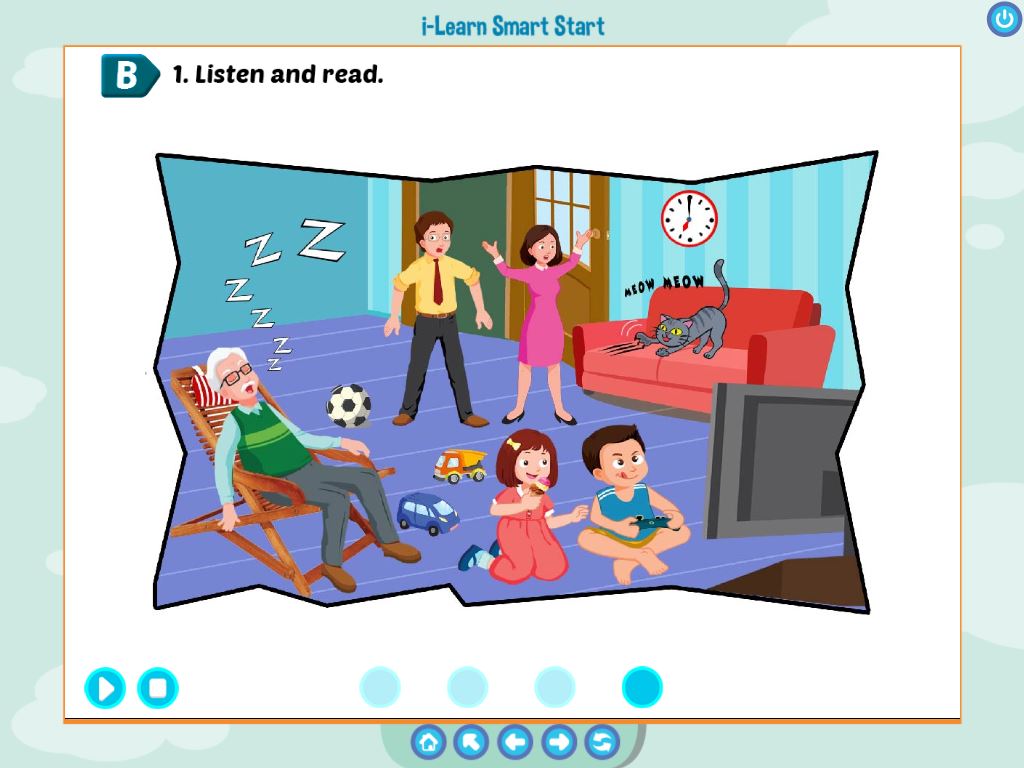 i-Learn Smart Start
B 1. Listen and read.
Z Z
Z
Z
Z
Z
MEOW MEOW